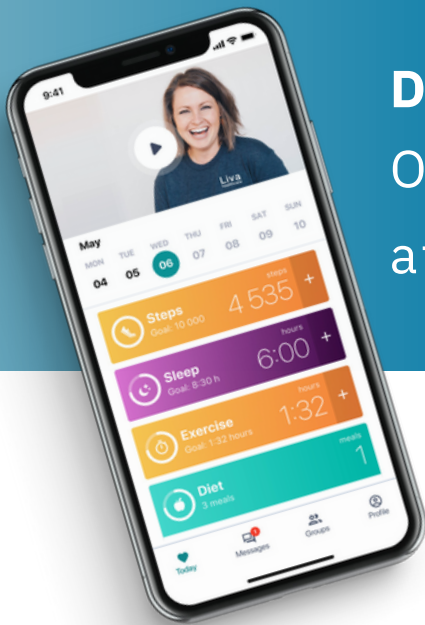 9:41
Liva
healthcare
May
MON TUE WED THU FRI SAT SUN
04 05 06 07 08 09 10
Steps
Goal: 10 000
steps
4 535 +
Sleep
Goal: 8:30 h
hours
6:00 +
Exercise
Goal: 1:32 hours
hours
1:32 +
Diet
3 meals
meals
1
1
Today Messages Groups Profile
D
O